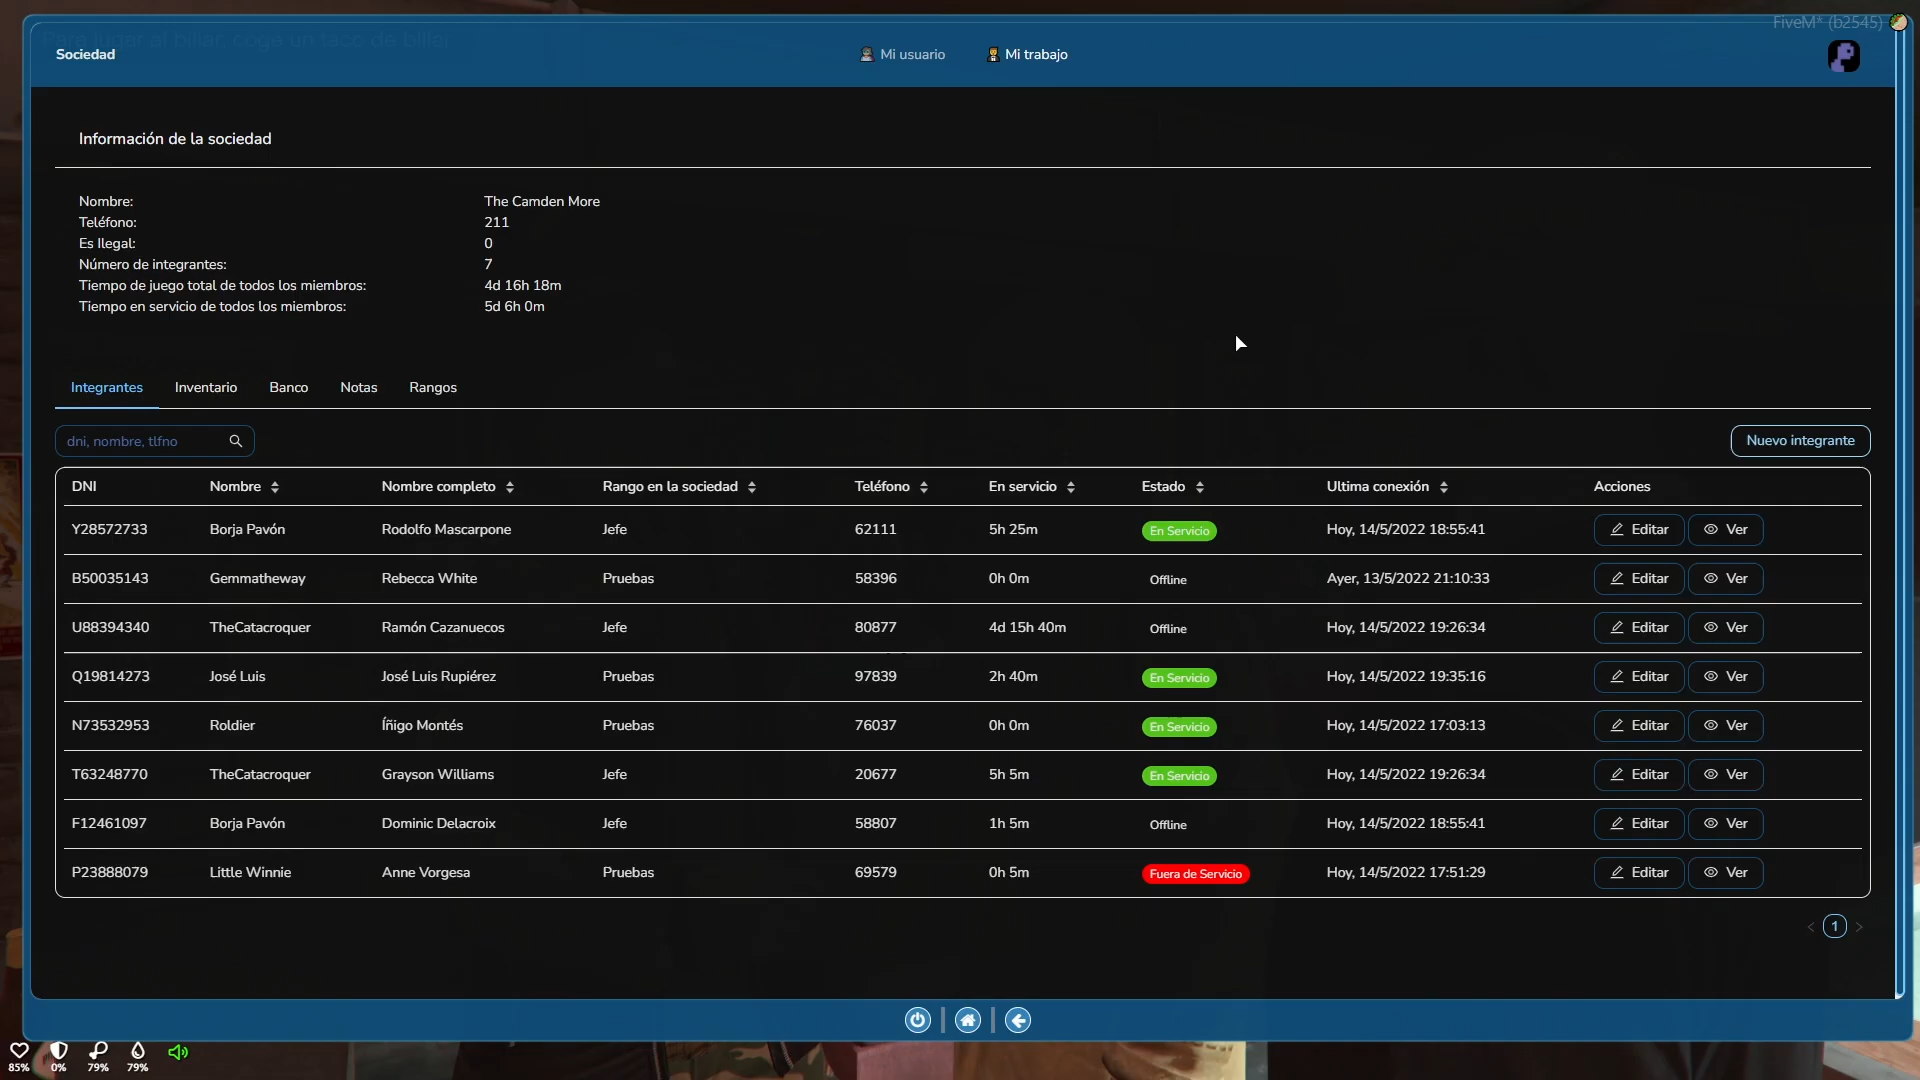 Para jugar al billar, coge un taco de billar
FiveM* (b2545)
Sociedad
Mi usuario
Mi trabajo
Información de la sociedad
Nombre: The Camden More
Teléfono: 211
Es Ilegal: 0
Número de integrantes: 7
Tiempo de juego total de todos los miembros: 4d 16h 18m
Tiempo en servicio de todos los miembros: 5d 6h 0m
Integrantes Inventario Banco Notas Rangos
dni, nombre, tlfno
Nuevo integrante
DNI Nombre Nombre completo Rango en la sociedad Teléfono En servicio Estado Ultima conexión Acciones
Y28572733 Borja Pavón Rodolfo Mascarpone Jefe 62111 5h 25m En Servicio Hoy, 14/5/2022 18:55:41 Editar Ver
B50035143 Gemmatheway Rebecca White Pruebas 58396 0h 0m Offline Ayer, 13/5/2022 21:10:33 Editar Ver
U88394340 TheCatacroquer Ramón Cazanuecos Jefe 80877 4d 15h 40m Offline Hoy, 14/5/2022 19:26:34 Editar Ver
Q19814273 José Luis José Luis Rupiérez Pruebas 97839 2h 40m En Servicio Hoy, 14/5/2022 19:35:16 Editar Ver
N73532953 Roldier Íñigo Montés Pruebas 76037 0h 0m En Servicio Hoy, 14/5/2022 17:03:13 Editar Ver
T63248770 TheCatacroquer Grayson Williams Jefe 20677 5h 5m En Servicio Hoy, 14/5/2022 19:26:34 Editar Ver
F12461097 Borja Pavón Dominic Delacroix Jefe 58807 1h 5m Offline Hoy, 14/5/2022 18:55:41 Editar Ver
P23888079 Little Winnie Anne Vorgesa Pruebas 69579 0h 5m Fuera de Servicio Hoy, 14/5/2022 17:51:29 Editar Ver
< 1 >
85% 0% 79% 79%